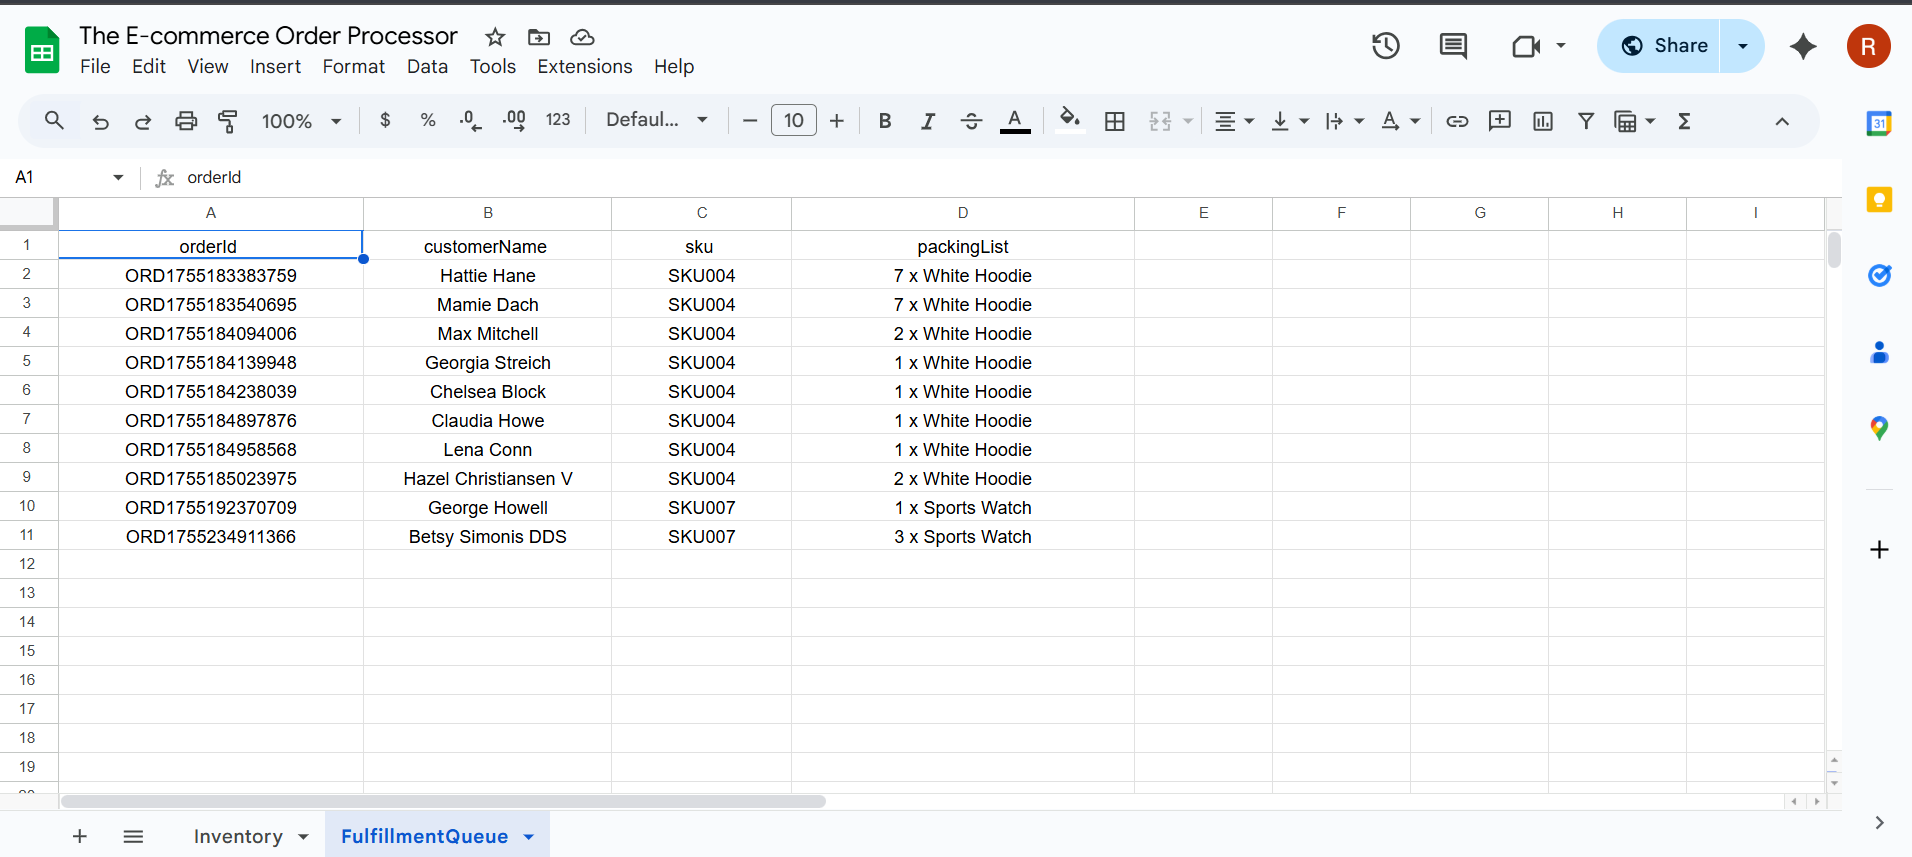 The E-commerce Order Processor
File Edit View Insert Format Data Tools Extensions Help
Share
R
100% $ % .0 .00 123 Defaul... 10 B I S A A Σ
31
A1 fx orderId
A B C D E F G H I
1 orderId customerName sku packingList
2 ORD1755183383759 Hattie Hane SKU004 7 x White Hoodie
3 ORD1755183540695 Mamie Dach SKU004 7 x White Hoodie
4 ORD1755184094006 Max Mitchell SKU004 2 x White Hoodie
5 ORD1755184139948 Georgia Streich SKU004 1 x White Hoodie
6 ORD1755184238039 Chelsea Block SKU004 1 x White Hoodie
7 ORD1755184897876 Claudia Howe SKU004 1 x White Hoodie
8 ORD1755184958568 Lena Conn SKU004 1 x White Hoodie
9 ORD1755185023975 Hazel Christiansen V SKU004 2 x White Hoodie
10 ORD1755192370709 George Howell SKU007 1 x Sports Watch
11 ORD1755234911366 Betsy Simonis DDS SKU007 3 x Sports Watch
12
13
14
15
16
17
18
19
Inventory FulfillmentQueue